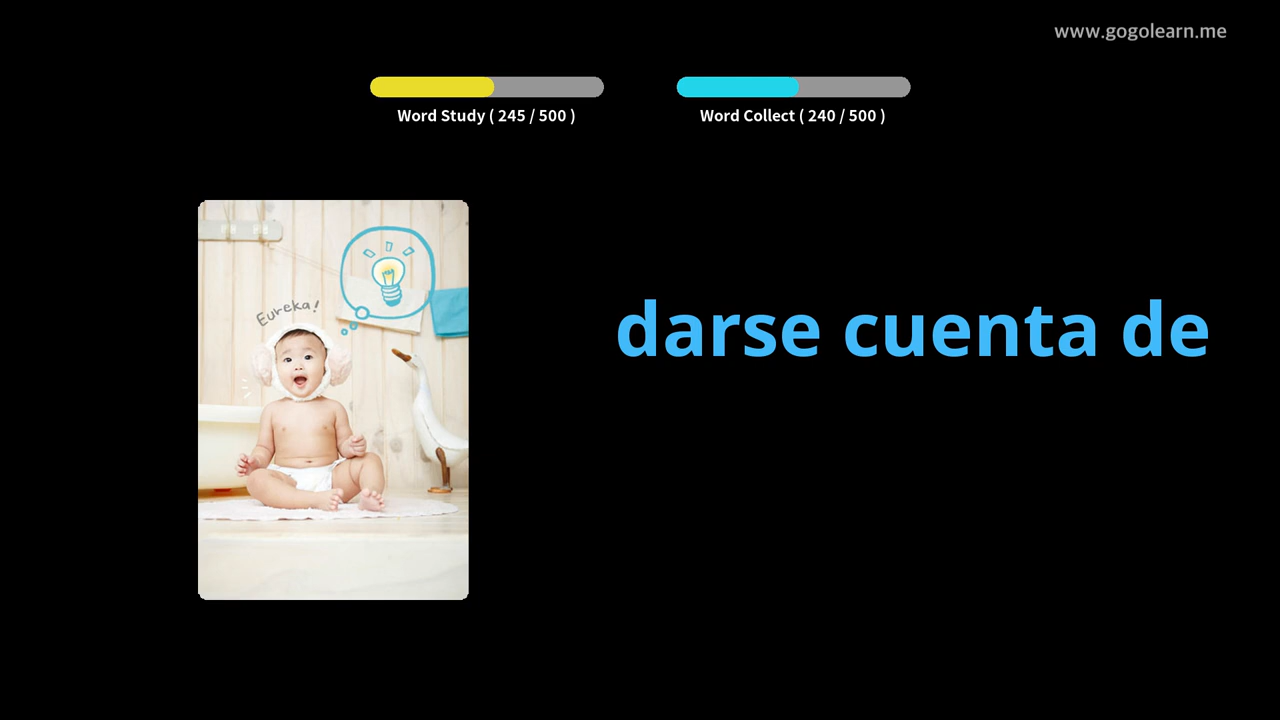 www.gogolearn.me
Word Study ( 245 / 500 )
Word Collect ( 240 / 500 )
Eureka!
darse cuenta de